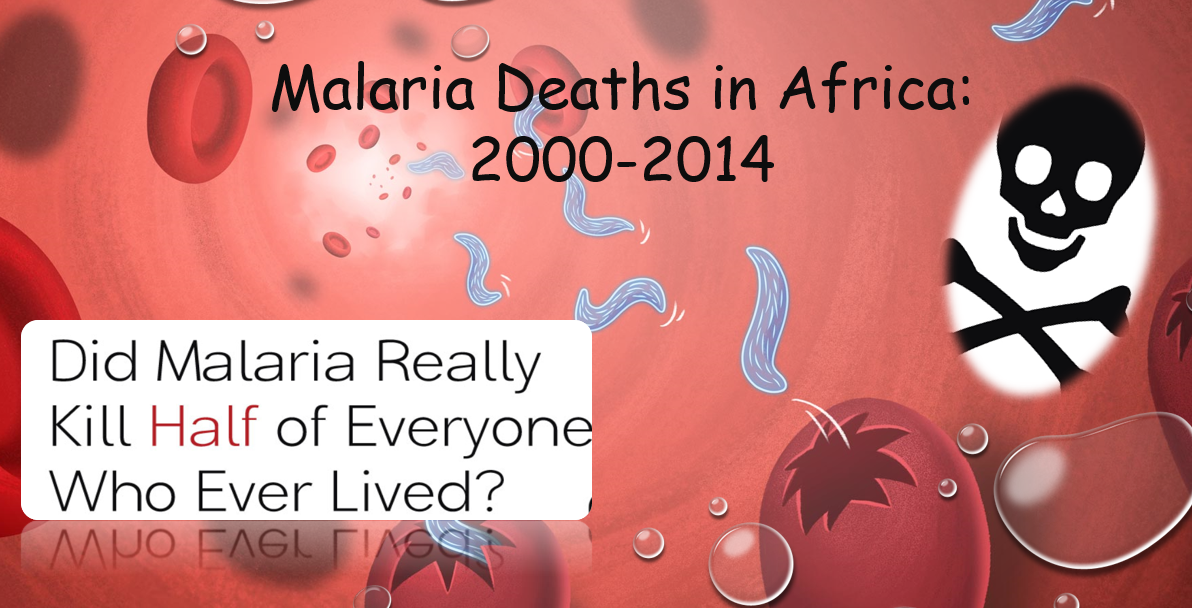 Malaria Deaths in Africa:
2000-2014
Did Malaria Really
Kill Half of Everyone
Who Ever Lived?